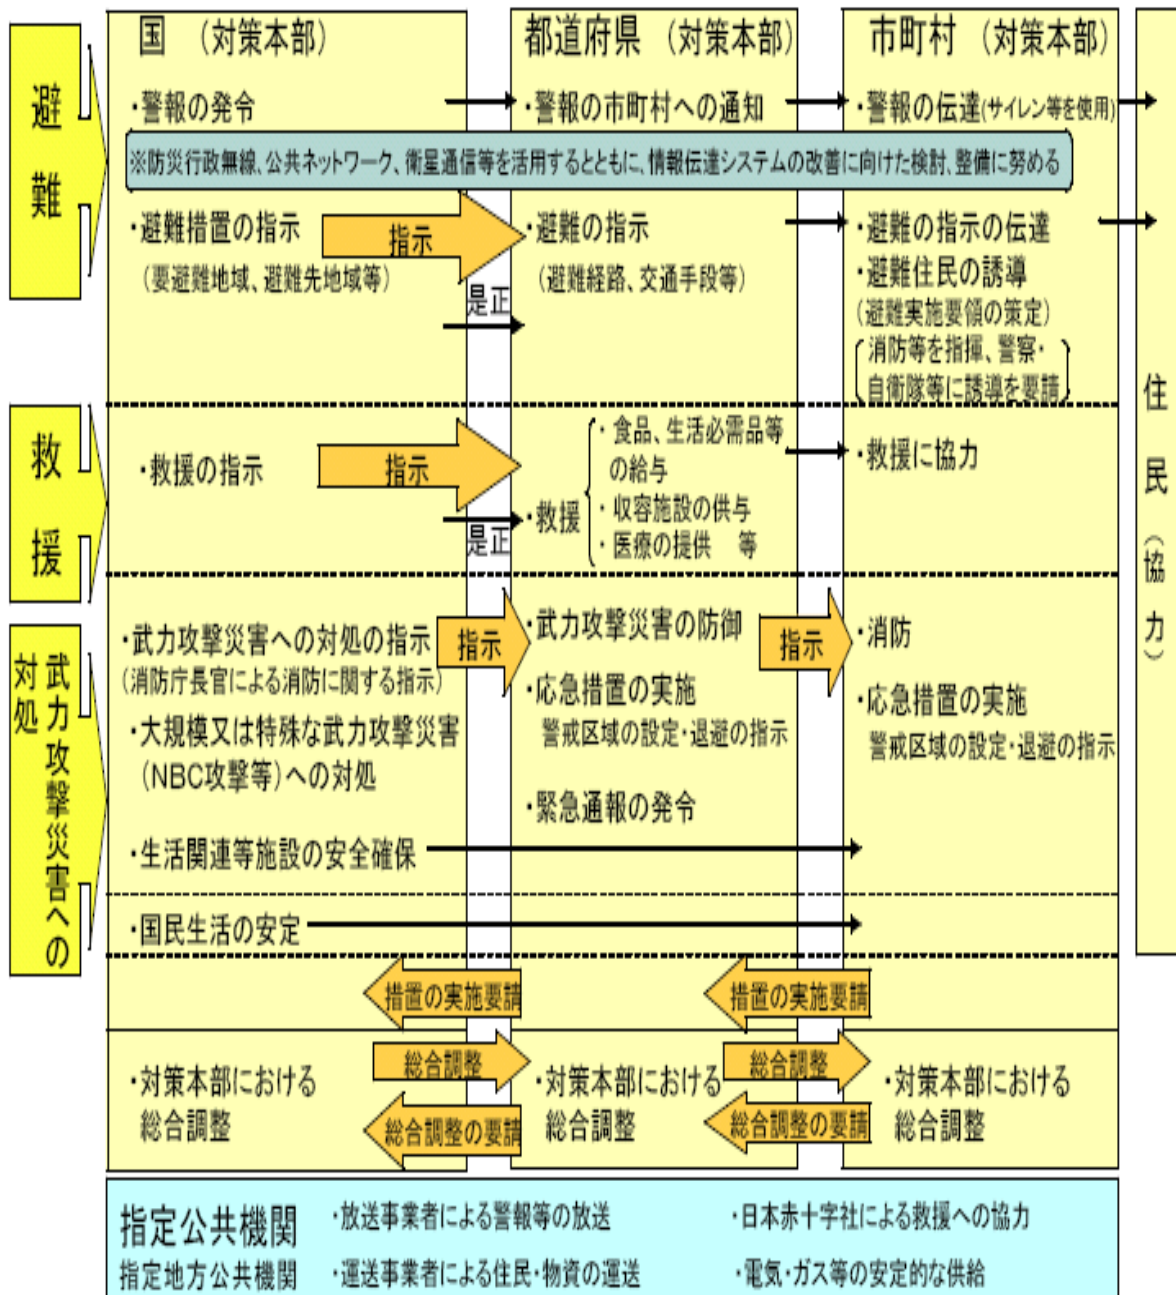 国 (対策本部)
都道府県 (対策本部)
市町村 (対策本部)
避難
・警報の発令
・警報の市町村への通知
・警報の伝達(サイレン等を使用)
※防災行政無線、公共ネットワーク、衛星通信等を活用するとともに、情報伝達システムの改善に向けた検討、整備に努める
・避難措置の指示
(要避難地域、避難先地域等)
指示
是正
・避難の指示
(避難経路、交通手段等)
・避難の指示の伝達
・避難住民の誘導
(避難実施要領の策定)
消防等を指揮、警察・
自衛隊等に誘導を要請
救援
・救援の指示
指示
是正
・救援
・食品、生活必需品等
の給与
・収容施設の供与
・医療の提供 等
・救援に協力
武力攻撃災害への
対処
・武力攻撃災害への対処の指示
(消防庁長官による消防に関する指示)
・大規模又は特殊な武力攻撃災害
(NBC攻撃等)への対処
・生活関連等施設の安全確保
・国民生活の安定
指示
・武力攻撃災害の防御
・応急措置の実施
警戒区域の設定・退避の指示
・緊急通報の発令
指示
・消防
・応急措置の実施
警戒区域の設定・退避の指示
住民(協力)
措置の実施要請
措置の実施要請
・対策本部における
総合調整
総合調整
総合調整の要請
・対策本部における
総合調整
総合調整
総合調整の要請
・対策本部における
総合調整
指定公共機関
指定地方公共機関
・放送事業者による警報等の放送
・日本赤十字社による救援への協力
・運送事業者による住民・物資の運送
・電気・ガス等の安定的な供給